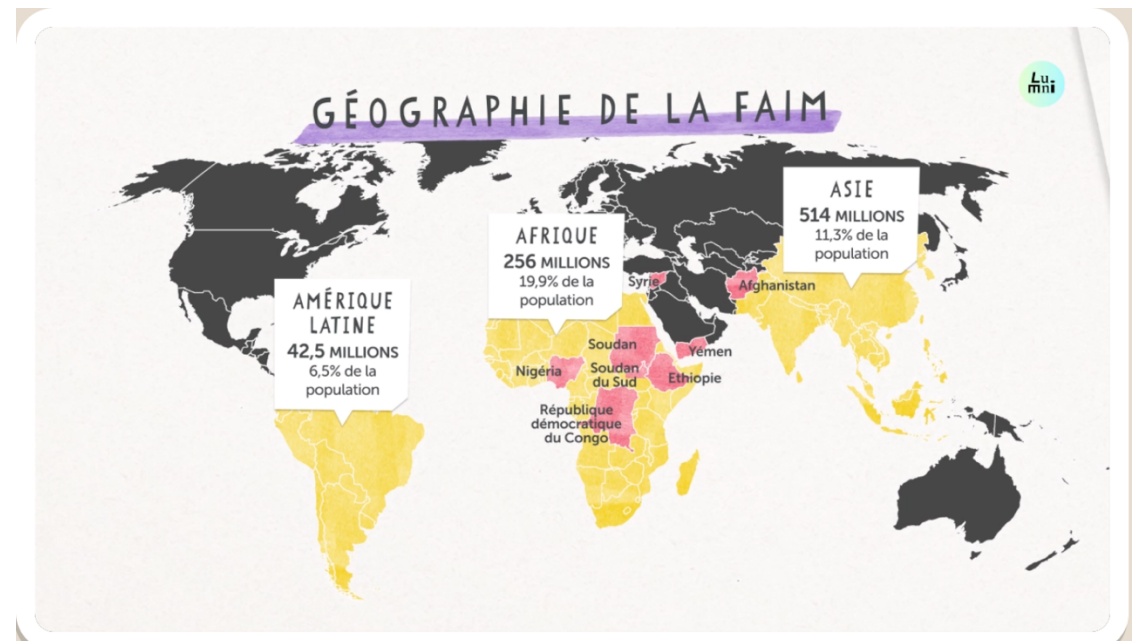 Lu
mni
GÉOGRAPHIE DE LA FAIM
ASIE
514 MILLIONS
11,3% de la
population
AFRIQUE
256 MILLIONS
19,9% de la
population
Syrie
Afghanistan
AMÉRIQUE
LATINE
42,5 MILLIONS
6,5% de la
population
Soudan
Yémen
Nigéria
Soudan
du Sud
Ethiopie
République
démocratique
du Congo